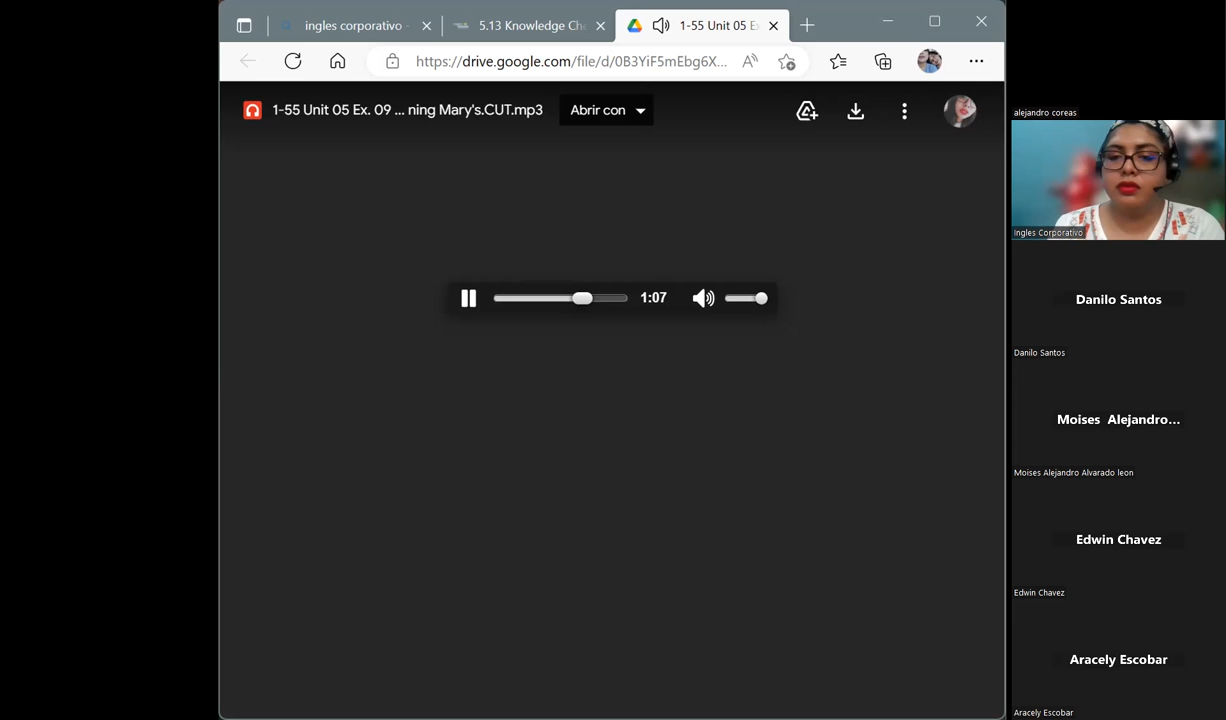 ingles corporativo -
5.13 Knowledge Ch
1-55 Unit 05 E
https://drive.google.com/file/d/0B3YiF5mEbg6X...
1-55 Unit 05 Ex. 09 ... ning Mary's.CUT.mp3
Abrir con
1:07
alejandro coreas
Ingles Corporativo
Danilo Santos
Danilo Santos
Moises Alejandro...
Moises Alejandro Alvarado leon
Edwin Chavez
Edwin Chavez
Aracely Escobar
Aracely Escobar